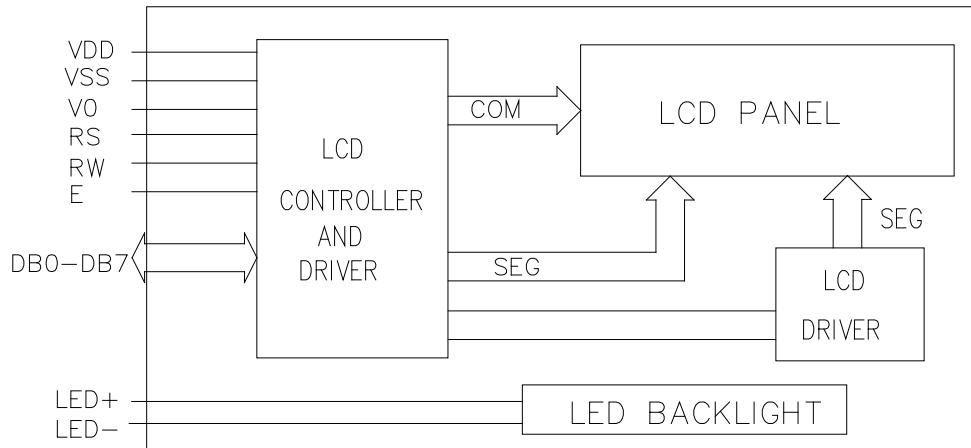 VDD
VSS
V0
RS
RW
E
DB0-DB7
LED+
LED-
LCD
CONTROLLER
AND
DRIVER
COM
SEG
LCD PANEL
SEG
LCD
DRIVER
LED BACKLIGHT